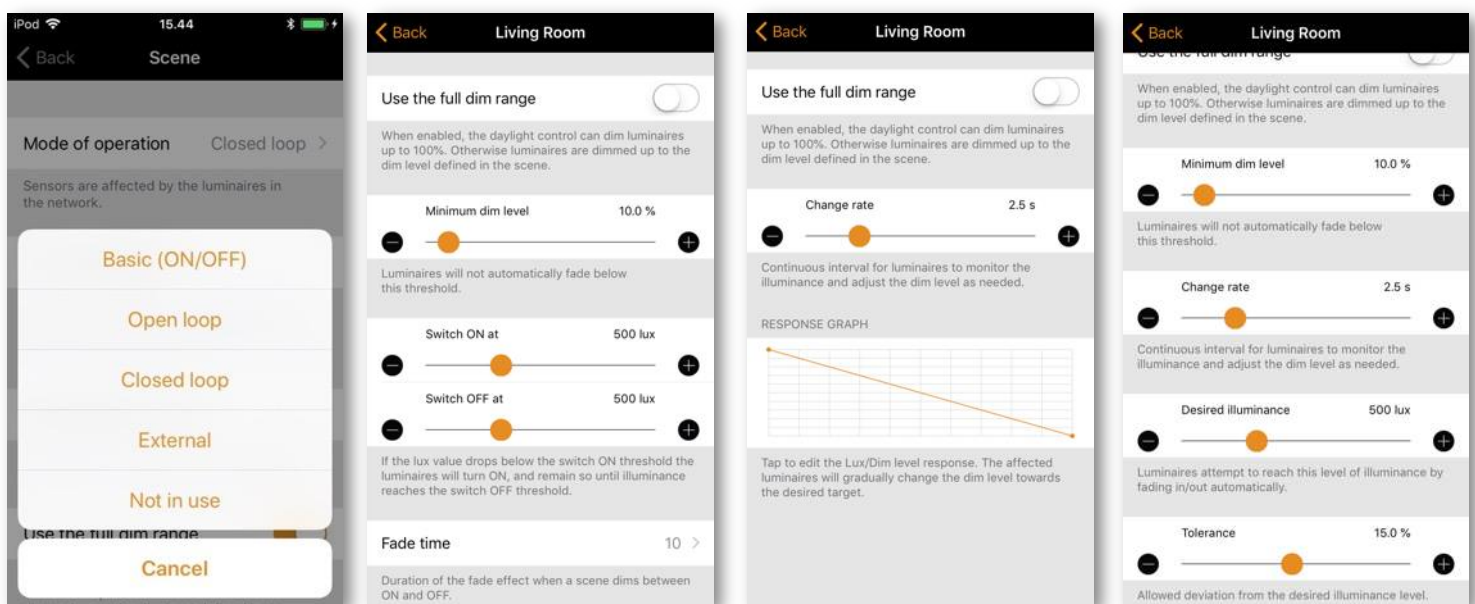 iPod
15.44
Back
Scene
Mode of operation
Closed loop
Sensors are affected by the luminaires in
the network.
Basic (ON/OFF)
Open loop
Closed loop
External
Not in use
Use the full dim range
Cancel
Back
Living Room
Use the full dim range
When enabled, the daylight control can dim luminaires
up to 100%. Otherwise luminaires are dimmed up to the
dim level defined in the scene.
Minimum dim level
10.0 %
Luminaires will not automatically fade below
this threshold.
Switch ON at
500 lux
Switch OFF at
500 lux
If the lux value drops below the switch ON threshold the
luminaires will turn ON, and remain so until illuminance
reaches the switch OFF threshold.
Fade time
10
Duration of the fade effect when a scene dims between
ON and OFF.
Back
Living Room
Use the full dim range
When enabled, the daylight control can dim luminaires
up to 100%. Otherwise luminaires are dimmed up to the
dim level defined in the scene.
Change rate
2.5 s
Continuous interval for luminaires to monitor the
illuminance and adjust the dim level as needed.
RESPONSE GRAPH
Tap to edit the Lux/Dim level response. The affected
luminaires will gradually change the dim level towards
the desired target.
Back
Living Room
Use the full dim range
When enabled, the daylight control can dim luminaires
up to 100%. Otherwise luminaires are dimmed up to the
dim level defined in the scene.
Minimum dim level
10.0 %
Luminaires will not automatically fade below
this threshold.
Change rate
2.5 s
Continuous interval for luminaires to monitor the
illuminance and adjust the dim level as needed.
Desired illuminance
500 lux
Luminaires attempt to reach this level of illuminance by
fading in/out automatically.
Tolerance
15.0 %
Allowed deviation from the desired illuminance level.